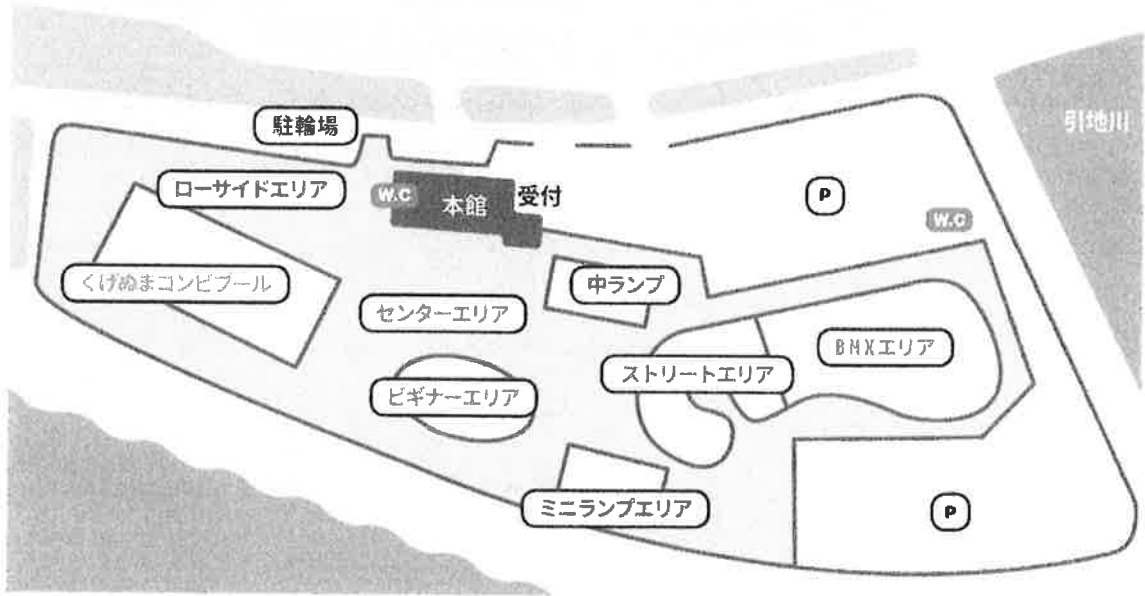 駐輪場
引地川
ローサイドエリア
W.C
本館
受付
P
W.C
くげぬまコンビプール
中ランプ
センターエリア
BMXエリア
ストリートエリア
ビギナーエリア
ミニランプエリア
P